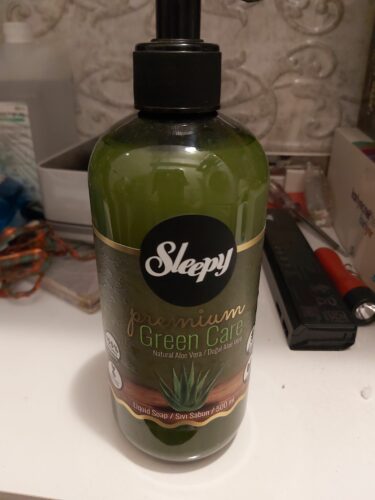 Sleepy
premium
Green Care
Natural Aloe Vera / Doğal Aloe Vera
Liquid Soap / Sıvı Sabun / 500 ml